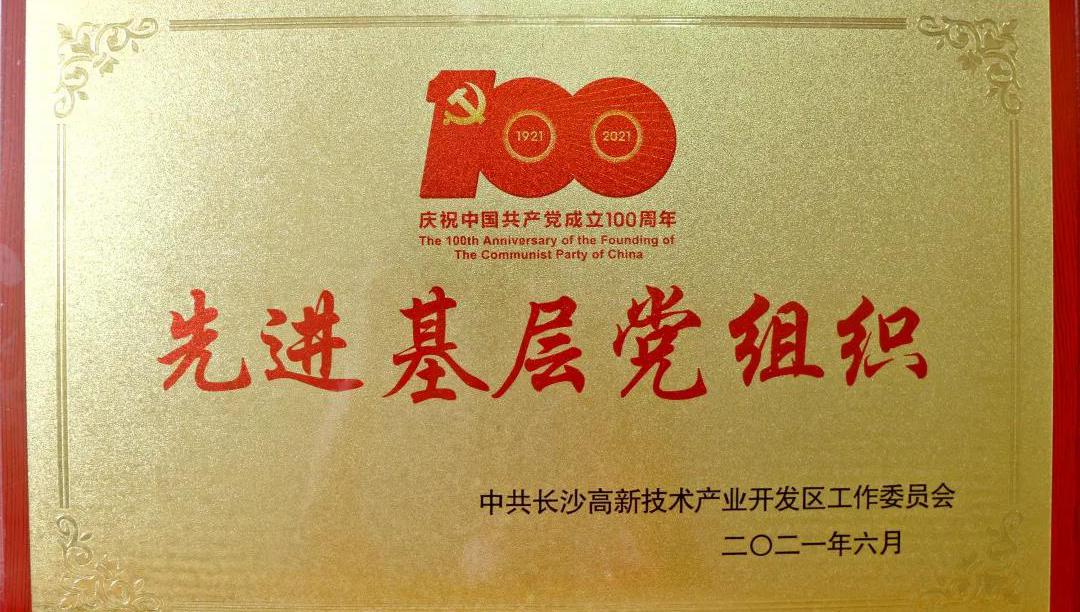 100
1921 2021
庆祝中国共产党成立100周年
The 100th Anniversary of the Founding of
The Communist Party of China
先进基层党组织
中共长沙高新技术产业开发区工作委员会
二〇二一年六月